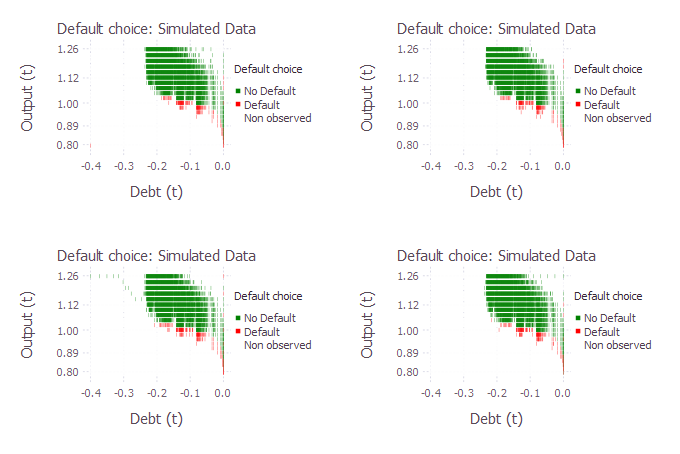 Default choice: Simulated Data
1.26
1.12
1.00
0.89
0.80
Output (t)
-0.4 -0.3 -0.2 -0.1 0.0
Debt (t)
Default choice
No Default
Default
Non observed
Default choice: Simulated Data
1.26
1.12
1.00
0.89
0.80
Output (t)
-0.4 -0.3 -0.2 -0.1 0.0
Debt (t)
Default choice
No Default
Default
Non observed
Default choice: Simulated Data
1.26
1.12
1.00
0.89
0.80
Output (t)
-0.4 -0.3 -0.2 -0.1 0.0
Debt (t)
Default choice
No Default
Default
Non observed
Default choice: Simulated Data
1.26
1.12
1.00
0.89
0.80
Output (t)
-0.4 -0.3 -0.2 -0.1 0.0
Debt (t)
Default choice
No Default
Default
Non observed